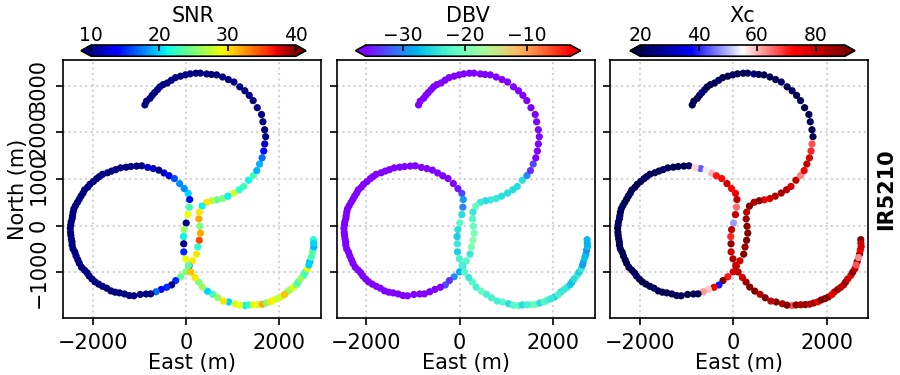 SNR DBV Xc
10 20 30 40 −30 −20 −10 20 40 60 80
North (m)
3000
2000
1000
0
−1000
IR5210
−2000 0 2000 −2000 0 2000 −2000 0 2000
East (m) East (m) East (m)